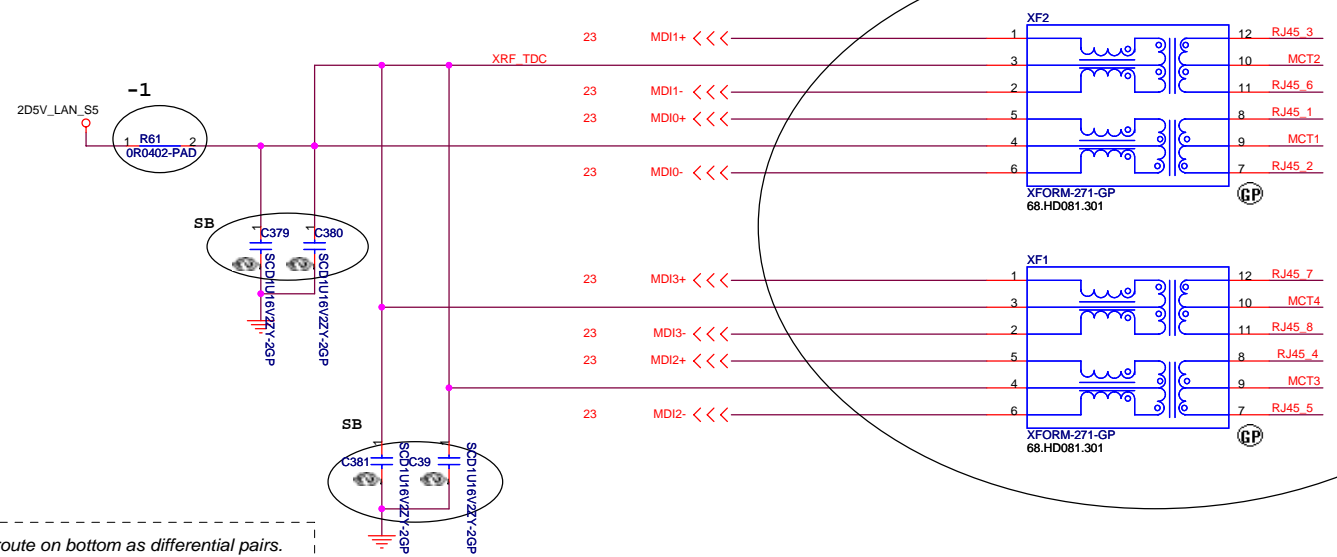 XF2
23 MDI1+ 1 12 RJ45_3
XRF_TDC 3 10 MCT2
23 MDI1- 2 11 RJ45_6
-1
2D5V_LAN_S5
23 MDI0+ 5 8 RJ45_1
1 R61 2
0R0402-PAD
4 9 MCT1
23 MDI0- 6 7 RJ45_2
XFORM-271-GP
68.HD081.301
GP
SB
1 C379
1 C380
SCD1U16V2ZY-2GP
SCD1U16V2ZY-2GP
XF1
23 MDI3+ 1 12 RJ45_7
3 10 MCT4
23 MDI3- 2 11 RJ45_8
23 MDI2+ 5 8 RJ45_4
4 9 MCT3
23 MDI2- 6 7 RJ45_5
XFORM-271-GP
68.HD081.301
GP
SB
1 C381
1 C39
SCD1U16V2ZY-2GP
SCD1U16V2ZY-2GP
route on bottom as differential pairs.